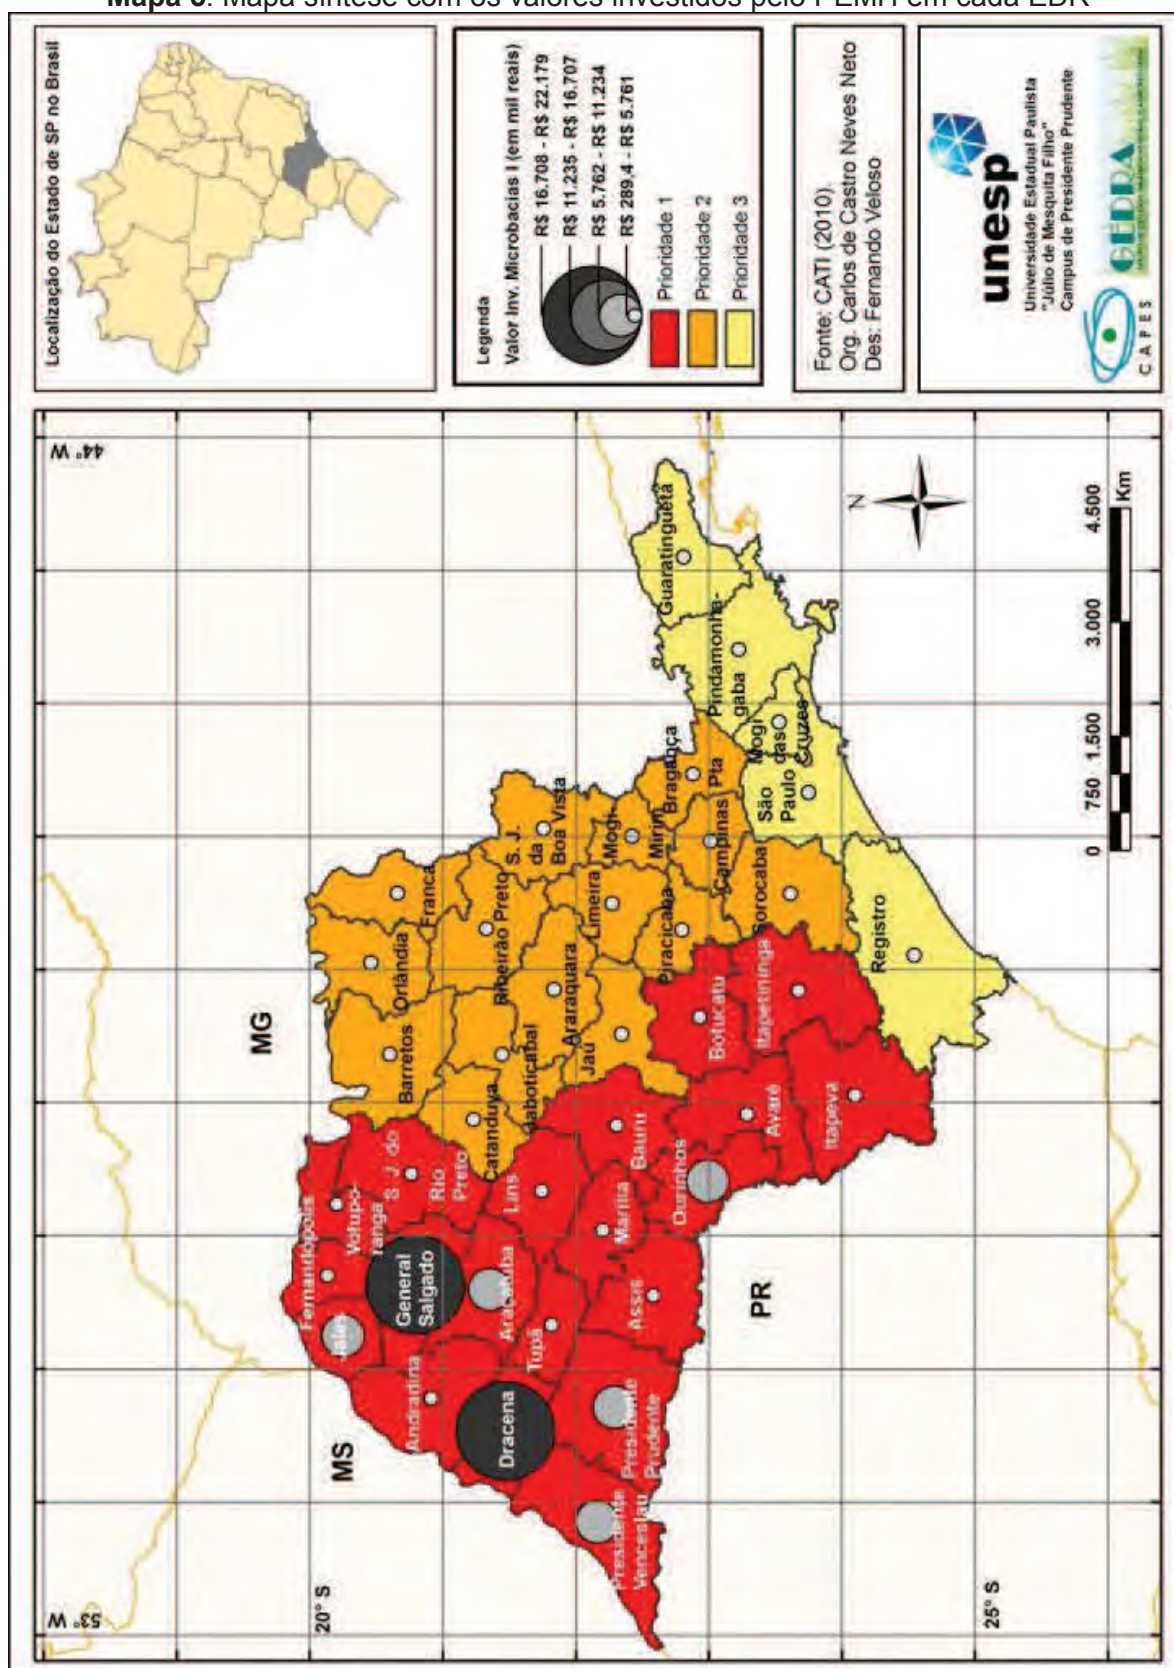 Mapa 6: Mapa síntese com os valores investidos pelo PEMH em cada EDR
Localização do Estado de SP no Brasil
Legenda
Valor Inv. Microbacias I (em mil reais)
R$ 16.708 - R$ 22.179
R$ 11.235 - R$ 16.707
R$ 5.762 - R$ 11.234
R$ 289,4 - R$ 5.761
Prioridade 1
Prioridade 2
Prioridade 3
Fonte: CATI (2010).
Org. Carlos de Castro Neves Neto
Des: Fernando Veloso
unesp
Universidade Estadual Paulista
"Júlio de Mesquita Filho"
Campus de Presidente Prudente
CAPES
GEDRA
53° W
44° W
20° S
25° S
MS
MG
PR
N
Jales
Fernandópolis
Votupo-
ranga
S. J. do
Rio
Preto
General
Salgado
Andradina
Araçatuba
Dracena
Tupã
Lins
Presidente
Venceslau
Presidente
Prudente
Assis
Marília
Bauru
Ourinhos
Avaré
Botucatu
Itapetininga
Itapeva
Barretos
Orlândia
Franca
Catanduva
Jaboticabal
Ribeirão Preto
Araraquara
Jaú
S. J.
da
Boa Vista
Limeira
Mogi-
Mirim
Piracicaba
Campinas
Bragança
Pta
Sorocaba
São
Paulo
Mogi
das
Cruzes
Pindamonha-
gaba
Guaratinguetá
Registro
0 750 1.500 3.000 4.500
Km